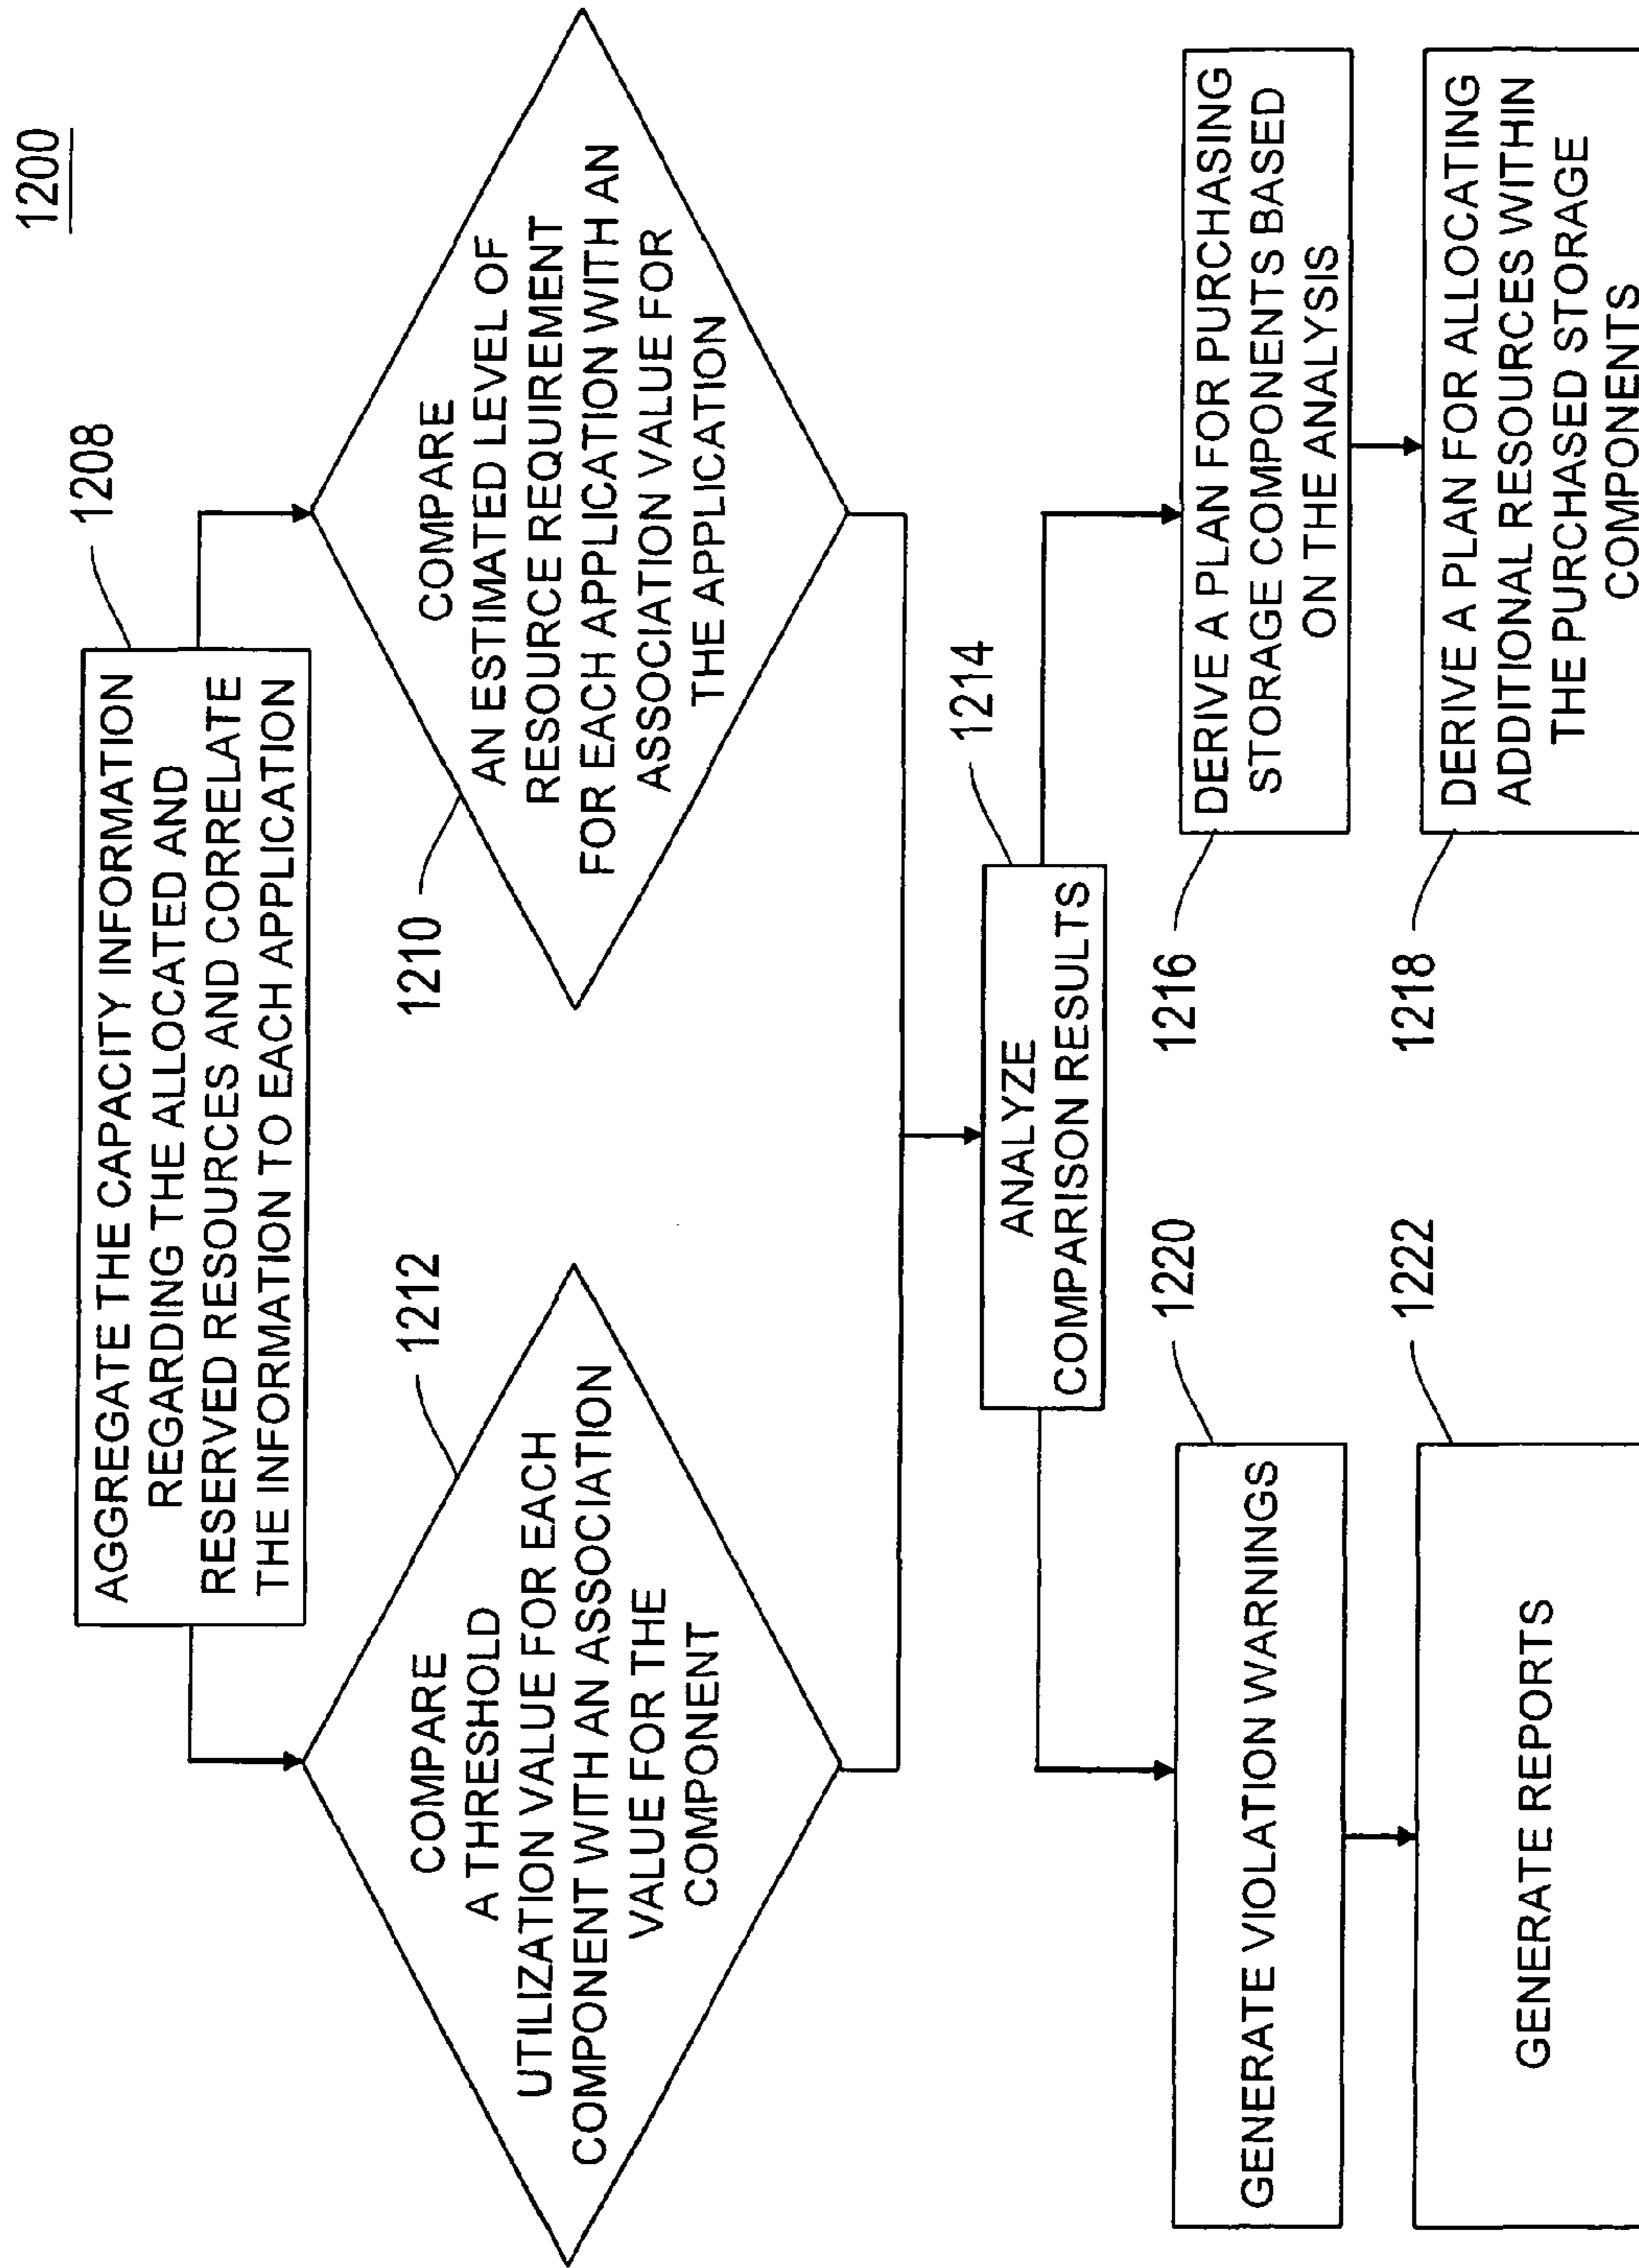 1200
1208
AGGREGATE THE CAPACITY INFORMATION
REGARDING THE ALLOCATED AND
RESERVED RESOURCES AND CORRELATE
THE INFORMATION TO EACH APPLICATION
1212
COMPARE
A THRESHOLD
UTILIZATION VALUE FOR EACH
COMPONENT WITH AN ASSOCIATION
VALUE FOR THE
COMPONENT
1210
COMPARE
AN ESTIMATED LEVEL OF
RESOURCE REQUIREMENT
FOR EACH APPLICATION WITH AN
ASSOCIATION VALUE FOR
THE APPLICATION
1214
ANALYZE
COMPARISON RESULTS
1220
GENERATE VIOLATION WARNINGS
1222
GENERATE REPORTS
1216
DERIVE A PLAN FOR PURCHASING
STORAGE COMPONENTS BASED
ON THE ANALYSIS
1218
DERIVE A PLAN FOR ALLOCATING
ADDITIONAL RESOURCES WITHIN
THE PURCHASED STORAGE
COMPONENTS